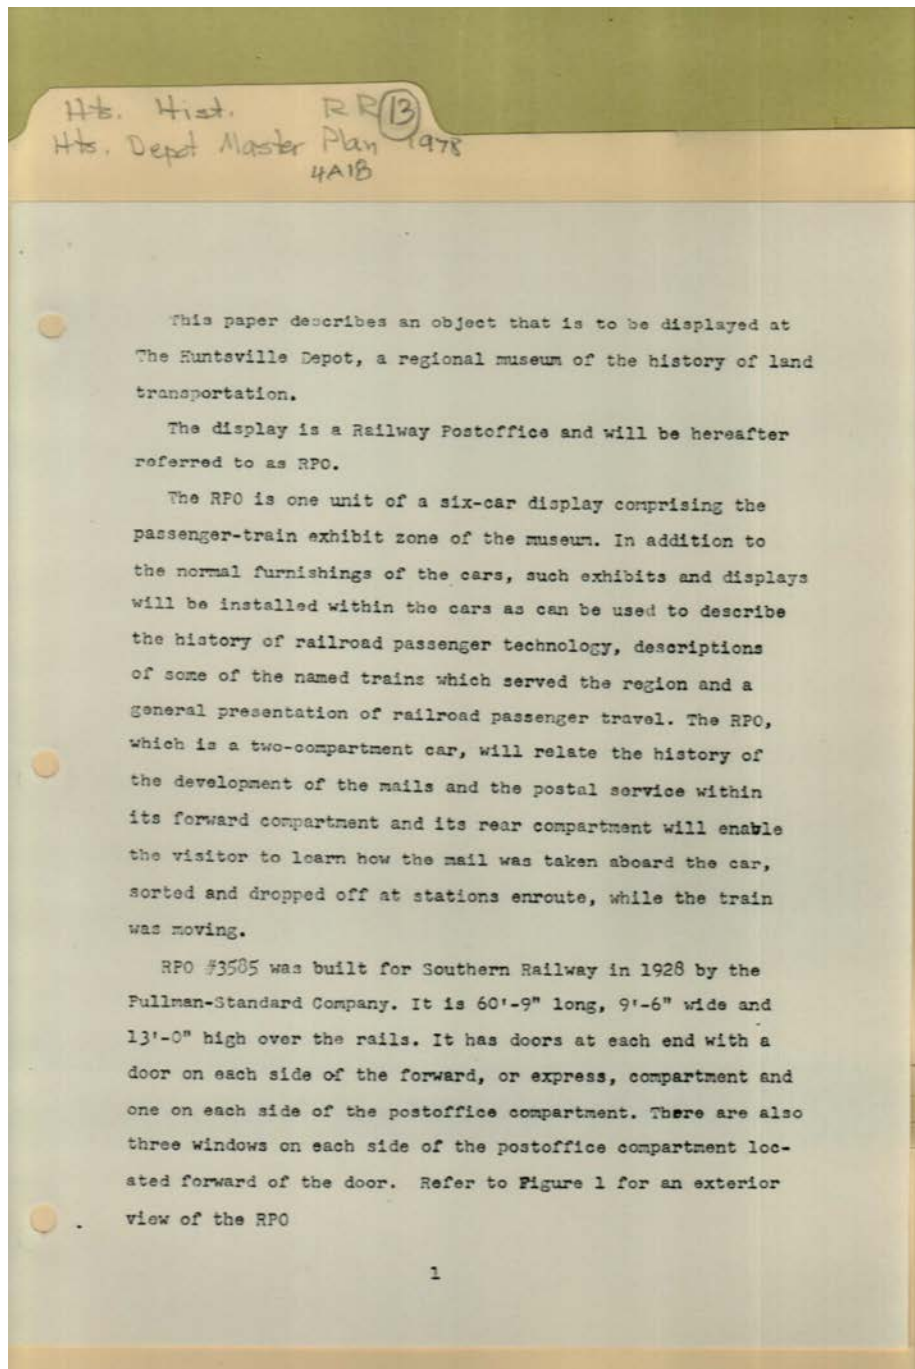 Hts. Hist. RR 13
Hts. Depot Master Plan 1978
4A1B
This paper describes an object that is to be displayed at
The Huntsville Depot, a regional museum of the history of land
transportation.
The display is a Railway Postoffice and will be hereafter
referred to as RPO.
The RPO is one unit of a six-car display comprising the
passenger-train exhibit zone of the museum. In addition to
the normal furnishings of the cars, such exhibits and displays
will be installed within the cars as can be used to describe
the history of railroad passenger technology, descriptions
of some of the named trains which served the region and a
general presentation of railroad passenger travel. The RPO,
which is a two-compartment car, will relate the history of
the development of the mails and the postal service within
its forward compartment and its rear compartment will enable
the visitor to learn how the mail was taken aboard the car,
sorted and dropped off at stations enroute, while the train
was moving.
RPO #3585 was built for Southern Railway in 1928 by the
Pullman-Standard Company. It is 60'-9" long, 9'-6" wide and
13'-0" high over the rails. It has doors at each end with a
door on each side of the forward, or express, compartment and
one on each side of the postoffice compartment. There are also
three windows on each side of the postoffice compartment loc-
ated forward of the door. Refer to Figure 1 for an exterior
view of the RPO
1